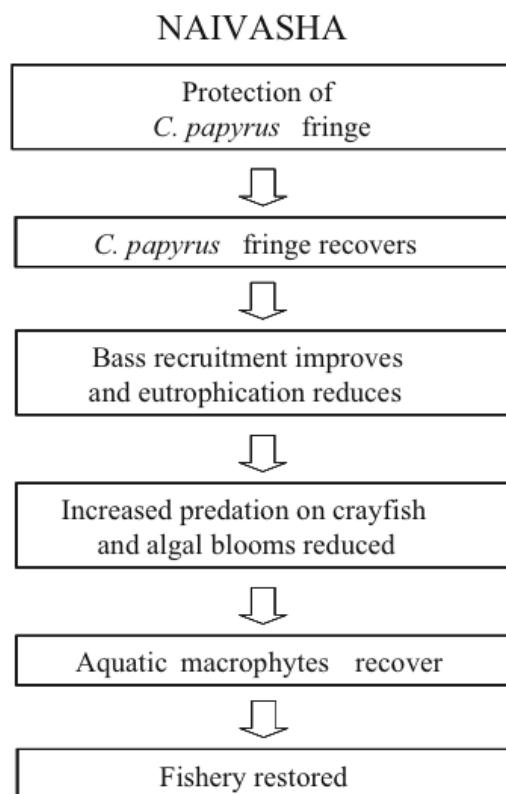 NAIVASHA
Protection of
C. papyrus fringe
C. papyrus fringe recovers
Bass recruitment improves
and eutrophication reduces
Increased predation on crayfish
and algal blooms reduced
Aquatic macrophytes recover
Fishery restored